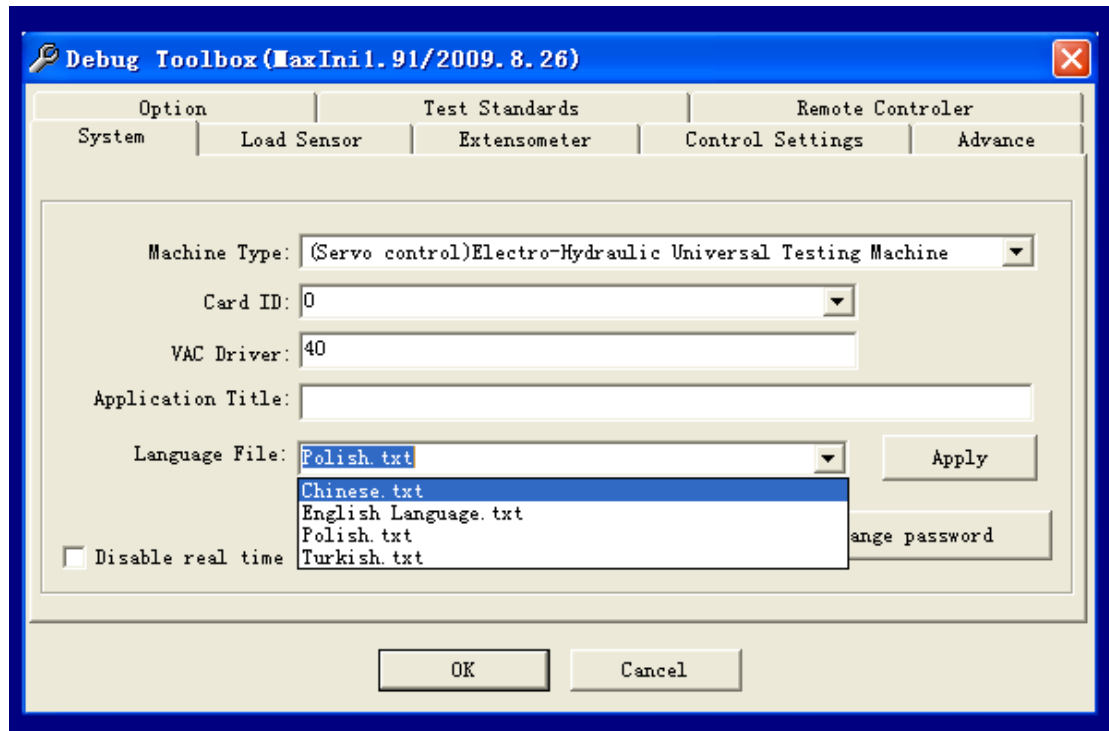 Debug Toolbox(MaxIni1.91/2009.8.26)
Option Test Standards Remote Controler
System Load Sensor Extensometer Control Settings Advance
Machine Type: (Servo control)Electro-Hydraulic Universal Testing Machine
Card ID: 0
VAC Driver: 40
Application Title:
Language File: Polish.txt Apply
Chinese.txt
English Language.txt
Polish.txt ange password
Disable real time Turkish.txt
OK Cancel